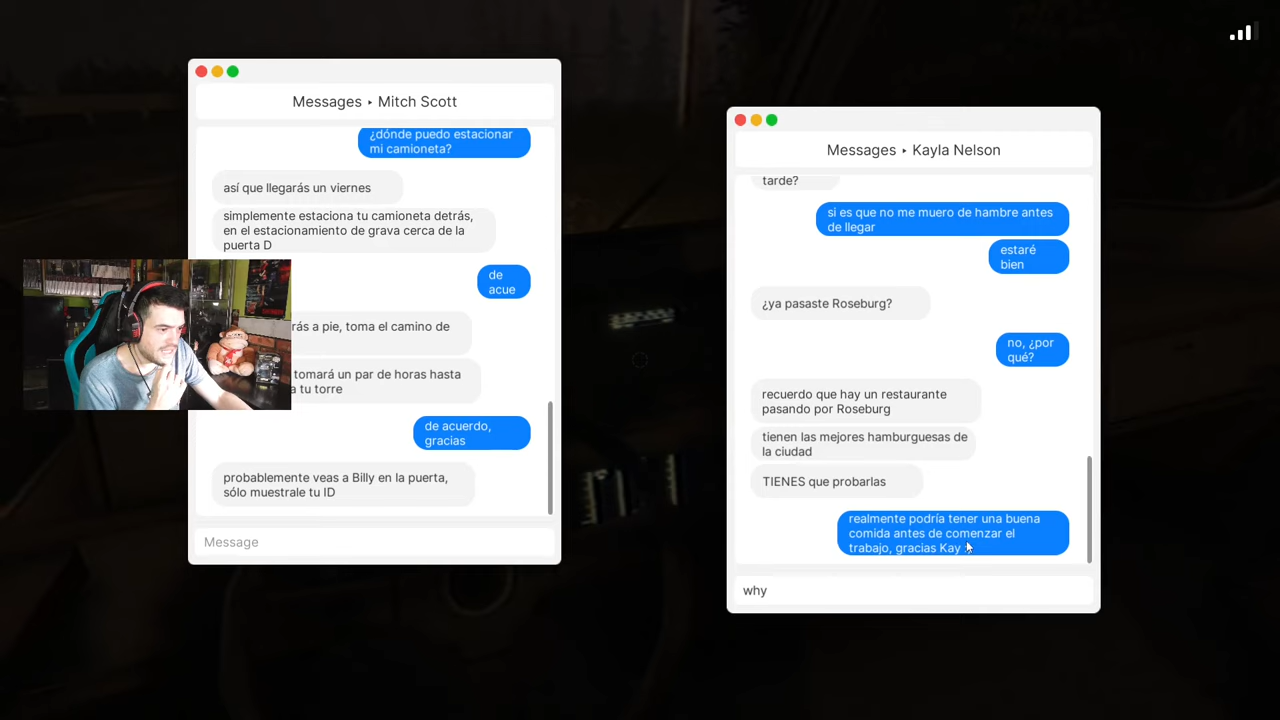 Messages ▸ Mitch Scott
¿dónde puedo estacionar
mi camioneta?
así que llegarás un viernes
simplemente estaciona tu camioneta detrás,
en el estacionamiento de grava cerca de la
puerta D
de
acue
rás a pie, toma el camino de
tomará un par de horas hasta
a tu torre
de acuerdo,
gracias
probablemente veas a Billy en la puerta,
sólo muestrale tu ID
Message
Messages ▸ Kayla Nelson
tarde?
si es que no me muero de hambre antes
de llegar
estaré
bien
¿ya pasaste Roseburg?
no, ¿por
qué?
recuerdo que hay un restaurante
pasando por Roseburg
tienen las mejores hamburguesas de
la ciudad
TIENES que probarlas
realmente podría tener una buena
comida antes de comenzar el
trabajo, gracias Kay
why